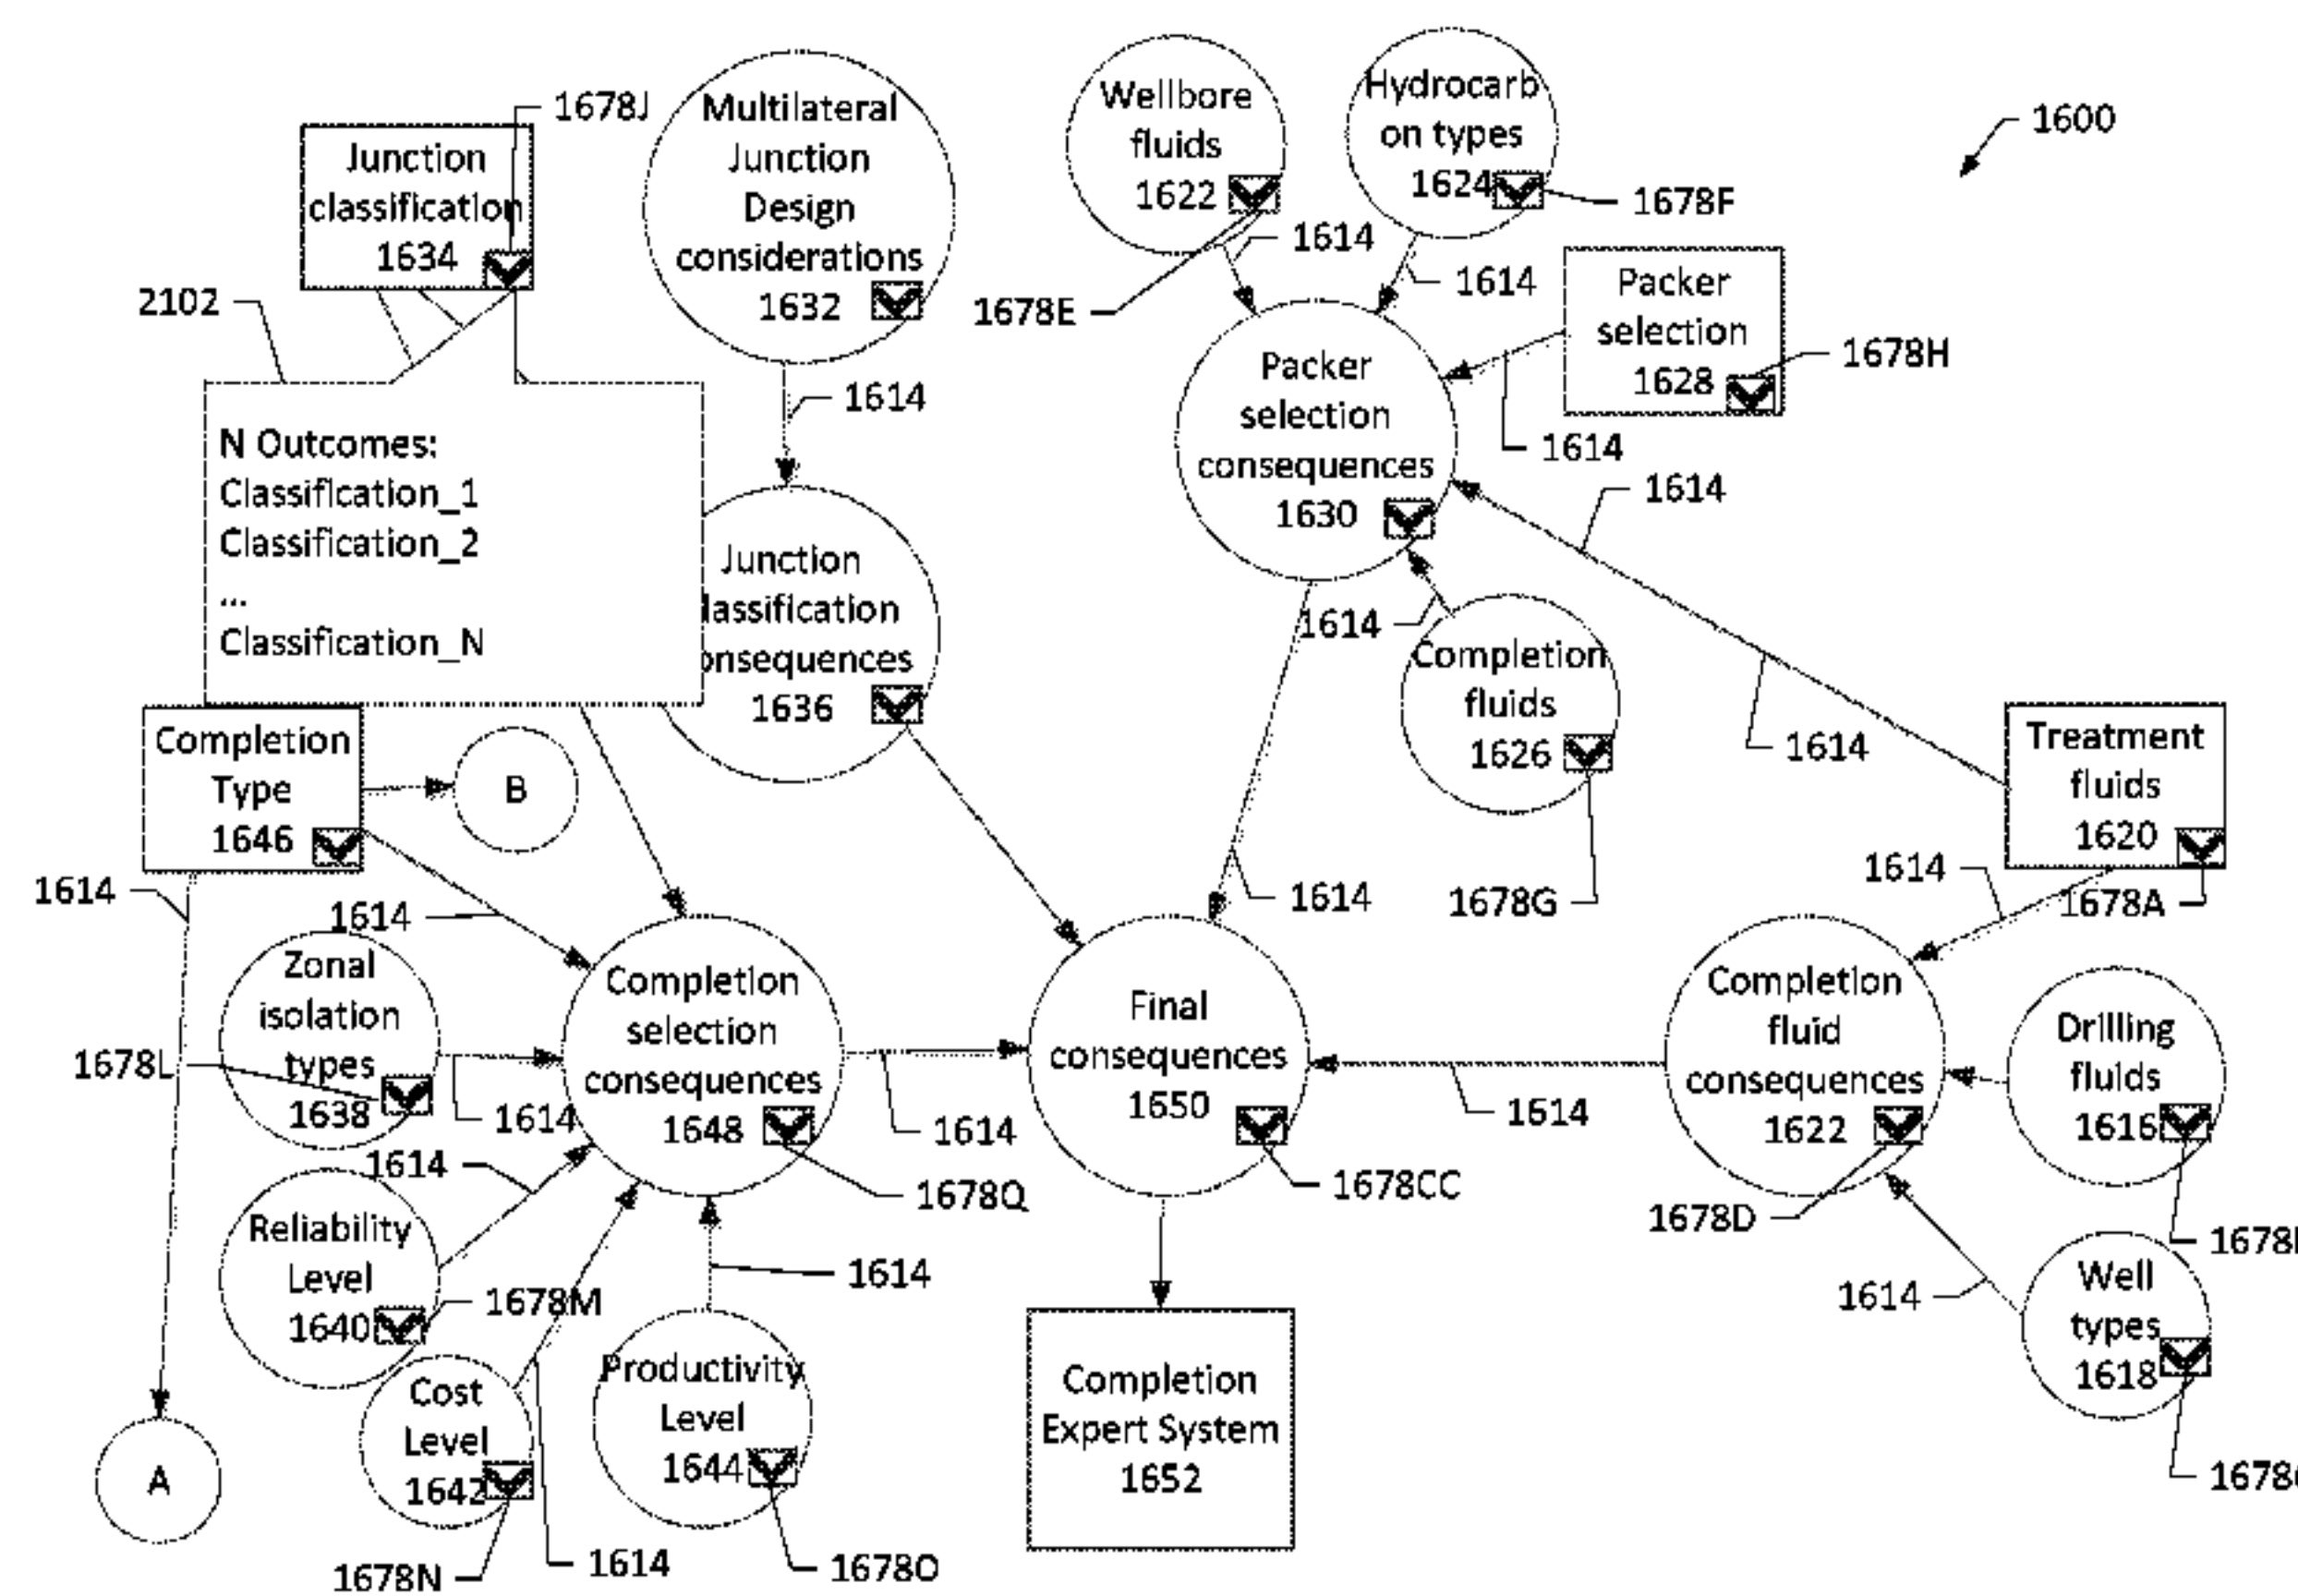 1600
1678J
Junction
classification
1634
2102
Multilateral
Junction
Design
considerations
1632
1614
Wellbore
fluids
1622
1678E
1614
Hydrocarb
on types
1624
1678F
1614
Packer
selection
1628
1678H
1614
Packer
selection
consequences
1630
1614
N Outcomes:
Classification_1
Classification_2
...
Classification_N
Junction
lassification
onsequences
1636
1614
Completion
fluids
1626
1678G
1614
1614
Treatment
fluids
1620
1678A
1614
Completion
Type
1646
B
1614
1614
Zonal
isolation
types
1638
1678L
1614
Completion
selection
consequences
1648
1678Q
1614
Final
consequences
1650
1678CC
1614
Completion
fluid
consequences
1622
1678D
Drilling
fluids
1616
1614
Reliability
Level
1640
1678M
1614
Well
types
1618
1614
Cost
Level
1642
1678N
1614
Productivity
Level
1644
1678O
Completion
Expert System
1652
A